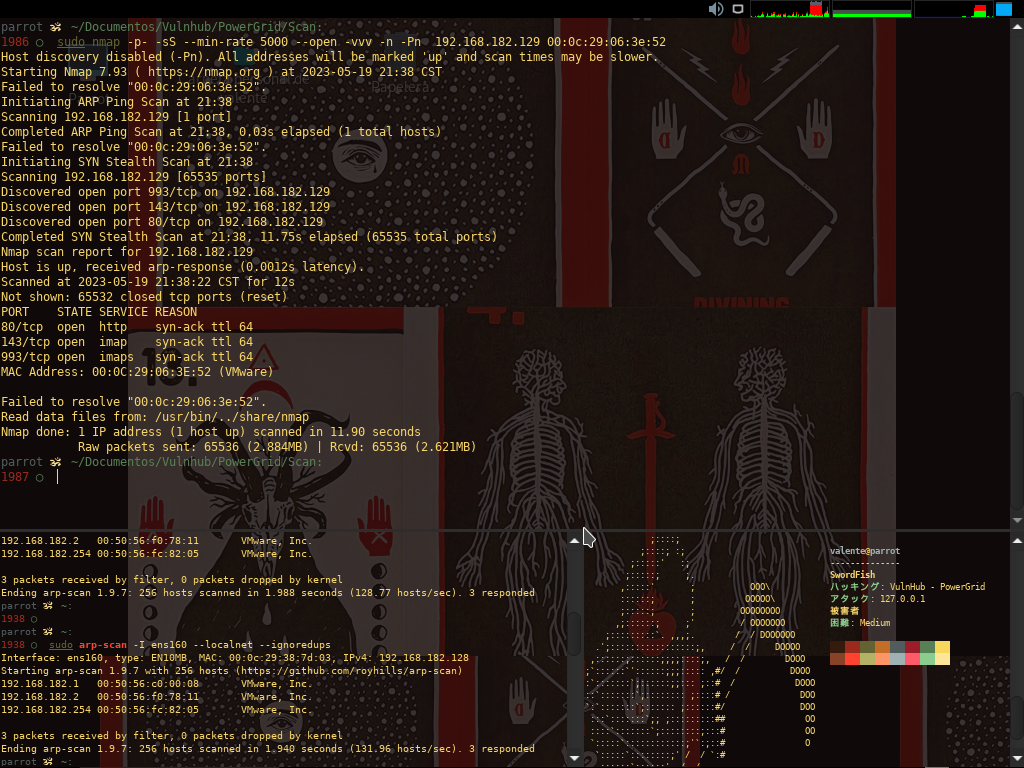 parrot ~/Documentos/Vulnhub/PowerGrid/Scan:
1986 ○ sudo nmap -p- -sS --min-rate 5000 --open -vvv -n -Pn 192.168.182.129 00:0c:29:06:3e:52
Host discovery disabled (-Pn). All addresses will be marked 'up' and scan times may be slower.
Starting Nmap 7.93 ( https://nmap.org ) at 2023-05-19 21:38 CST
Failed to resolve "00:0c:29:06:3e:52".
Initiating ARP Ping Scan at 21:38
Scanning 192.168.182.129 [1 port]
Completed ARP Ping Scan at 21:38, 0.03s elapsed (1 total hosts)
Failed to resolve "00:0c:29:06:3e:52".
Initiating SYN Stealth Scan at 21:38
Scanning 192.168.182.129 [65535 ports]
Discovered open port 993/tcp on 192.168.182.129
Discovered open port 143/tcp on 192.168.182.129
Discovered open port 80/tcp on 192.168.182.129
Completed SYN Stealth Scan at 21:38, 11.75s elapsed (65535 total ports)
Nmap scan report for 192.168.182.129
Host is up, received arp-response (0.0012s latency).
Scanned at 2023-05-19 21:38:22 CST for 12s
Not shown: 65532 closed tcp ports (reset)
PORT STATE SERVICE REASON
80/tcp open http syn-ack ttl 64
143/tcp open imap syn-ack ttl 64
993/tcp open imaps syn-ack ttl 64
MAC Address: 00:0C:29:06:3E:52 (VMware)
Failed to resolve "00:0c:29:06:3e:52".
Read data files from: /usr/bin/../share/nmap
Nmap done: 1 IP address (1 host up) scanned in 11.90 seconds
Raw packets sent: 65536 (2.884MB) | Rcvd: 65536 (2.621MB)
parrot ~/Documentos/Vulnhub/PowerGrid/Scan:
1987 ○
192.168.182.2 00:50:56:f0:78:11 VMware, Inc.
192.168.182.254 00:50:56:fc:82:05 VMware, Inc.
3 packets received by filter, 0 packets dropped by kernel
Ending arp-scan 1.9.7: 256 hosts scanned in 1.988 seconds (128.77 hosts/sec). 3 responded
parrot ~:
1938 ○
parrot ~:
1938 ○ sudo arp-scan -I ens160 --localnet --ignoredups
Interface: ens160, type: EN10MB, MAC: 00:0c:29:38:7d:03, IPv4: 192.168.182.128
Starting arp-scan 1.9.7 with 256 hosts (https://github.com/royhills/arp-scan)
192.168.182.1 00:50:56:c0:00:08 VMware, Inc.
192.168.182.2 00:50:56:f0:78:11 VMware, Inc.
192.168.182.254 00:50:56:fc:82:05 VMware, Inc.
3 packets received by filter, 0 packets dropped by kernel
Ending arp-scan 1.9.7: 256 hosts scanned in 1.940 seconds (131.96 hosts/sec). 3 responded
parrot ~:
valente@parrot
--------------
SwordFish
ハッキング: VulnHub - PowerGrid
アタック: 127.0.0.1
被害者
困難: Medium